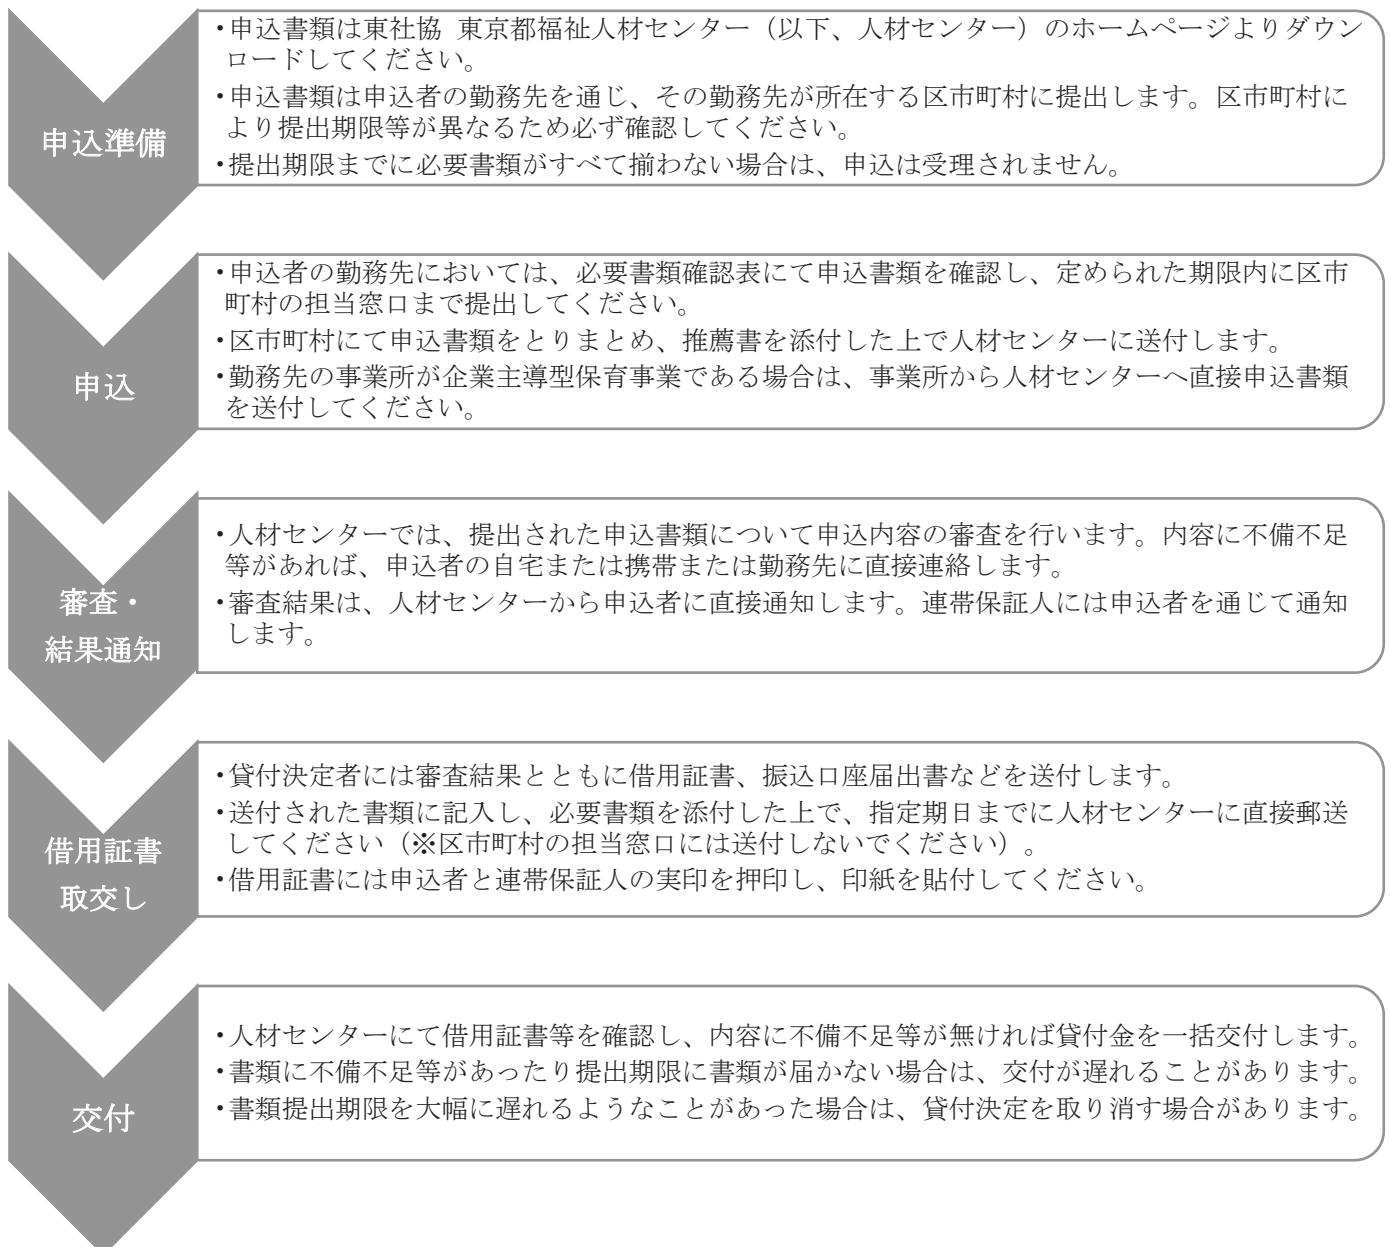 申込準備
・申込書類は東社協 東京都福祉人材センター（以下、人材センター）のホームページよりダウン
ロードしてください。
・申込書類は申込者の勤務先を通じ、その勤務先が所在する区市町村に提出します。区市町村に
より提出期限等が異なるため必ず確認してください。
・提出期限までに必要書類がすべて揃わない場合は、申込は受理されません。
申込
・申込者の勤務先においては、必要書類確認表にて申込書類を確認し、定められた期限内に区市
町村の担当窓口まで提出してください。
・区市町村にて申込書類をとりまとめ、推薦書を添付した上で人材センターに送付します。
・勤務先の事業所が企業主導型保育事業である場合は、事業所から人材センターへ直接申込書類
を送付してください。
審査・
結果通知
・人材センターでは、提出された申込書類について申込内容の審査を行います。内容に不備不足
等があれば、申込者の自宅または携帯または勤務先に直接連絡します。
・審査結果は、人材センターから申込者に直接通知します。連帯保証人には申込者を通じて通知
します。
借用証書
取交し
・貸付決定者には審査結果とともに借用証書、振込口座届出書などを送付します。
・送付された書類に記入し、必要書類を添付した上で、指定期日までに人材センターに直接郵送
してください（※区市町村の担当窓口には送付しないでください）。
・借用証書には申込者と連帯保証人の実印を押印し、印紙を貼付してください。
交付
・人材センターにて借用証書等を確認し、内容に不備不足等が無ければ貸付金を一括交付します。
・書類に不備不足等があったり提出期限に書類が届かない場合は、交付が遅れることがあります。
・書類提出期限を大幅に遅れるようなことがあった場合は、貸付決定を取り消す場合があります。